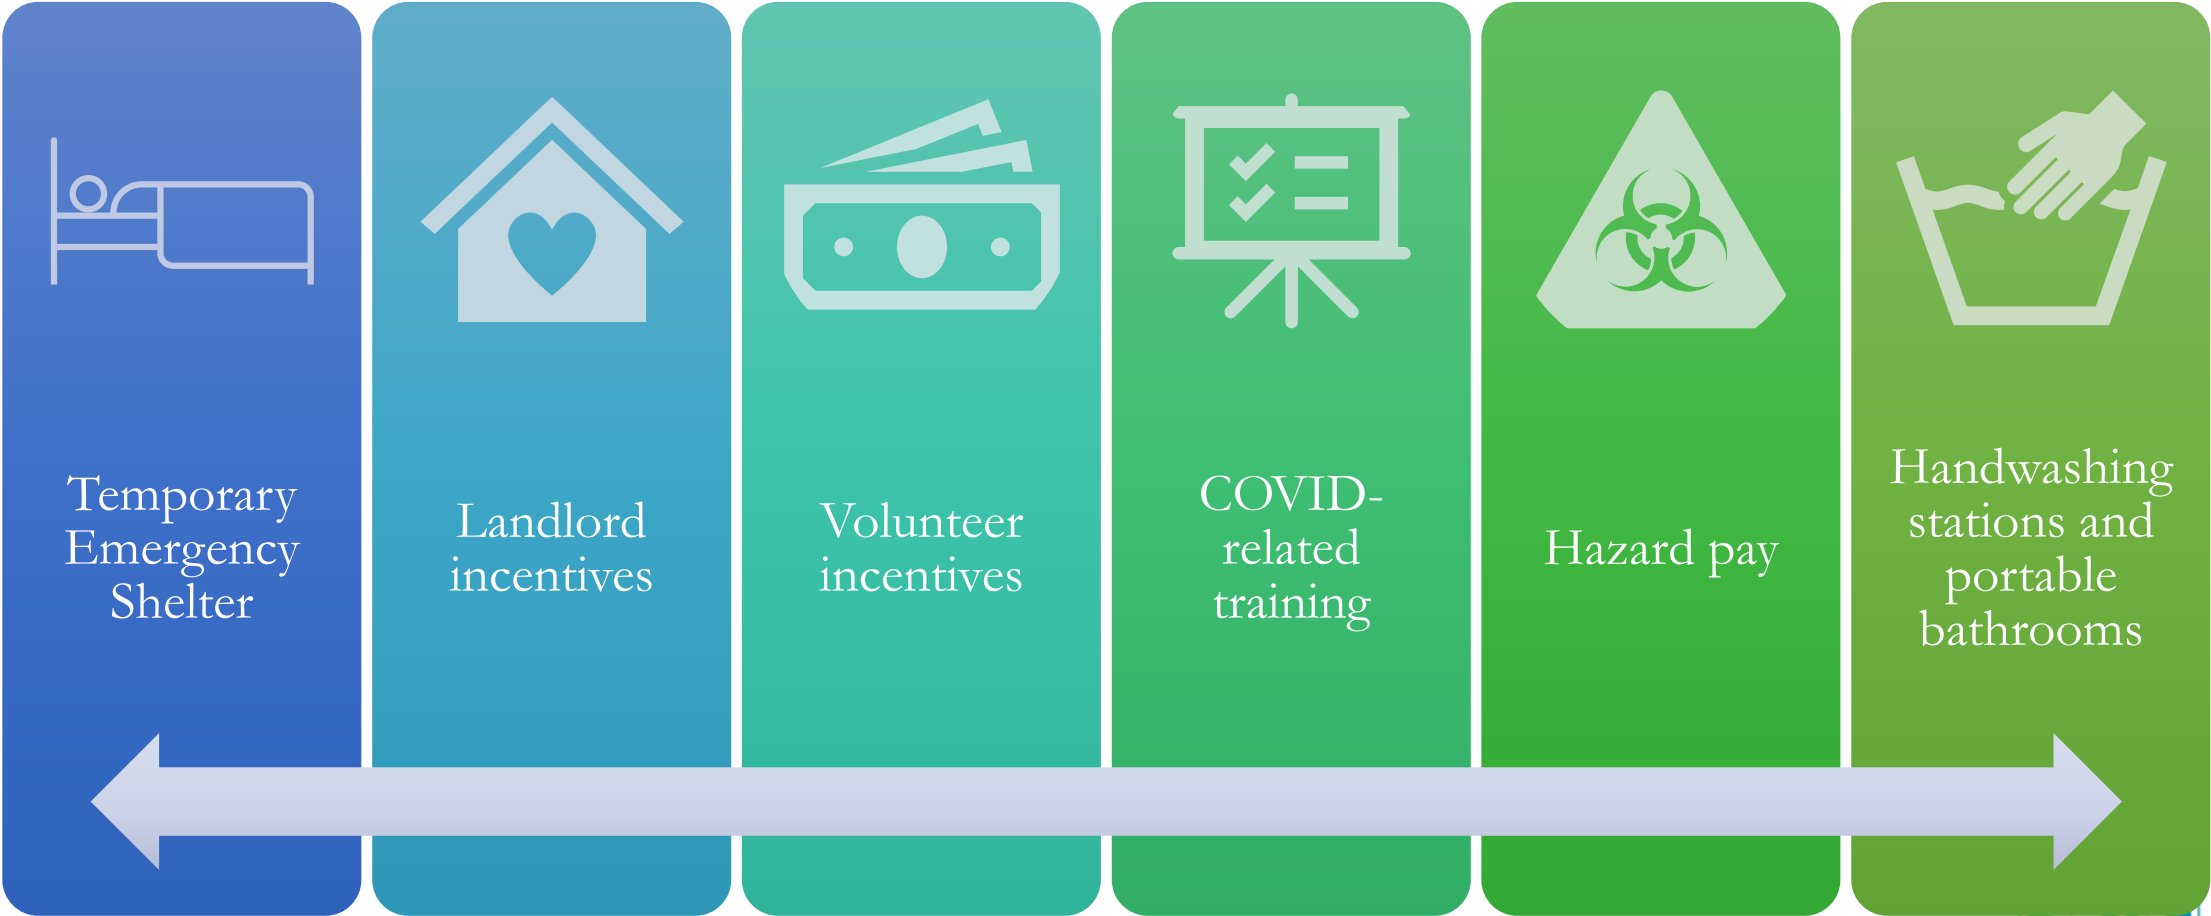 Temporary
Emergency
Shelter
Landlord
incentives
Volunteer
incentives
COVID-
related
training
Hazard pay
Handwashing
stations and
portable
bathrooms